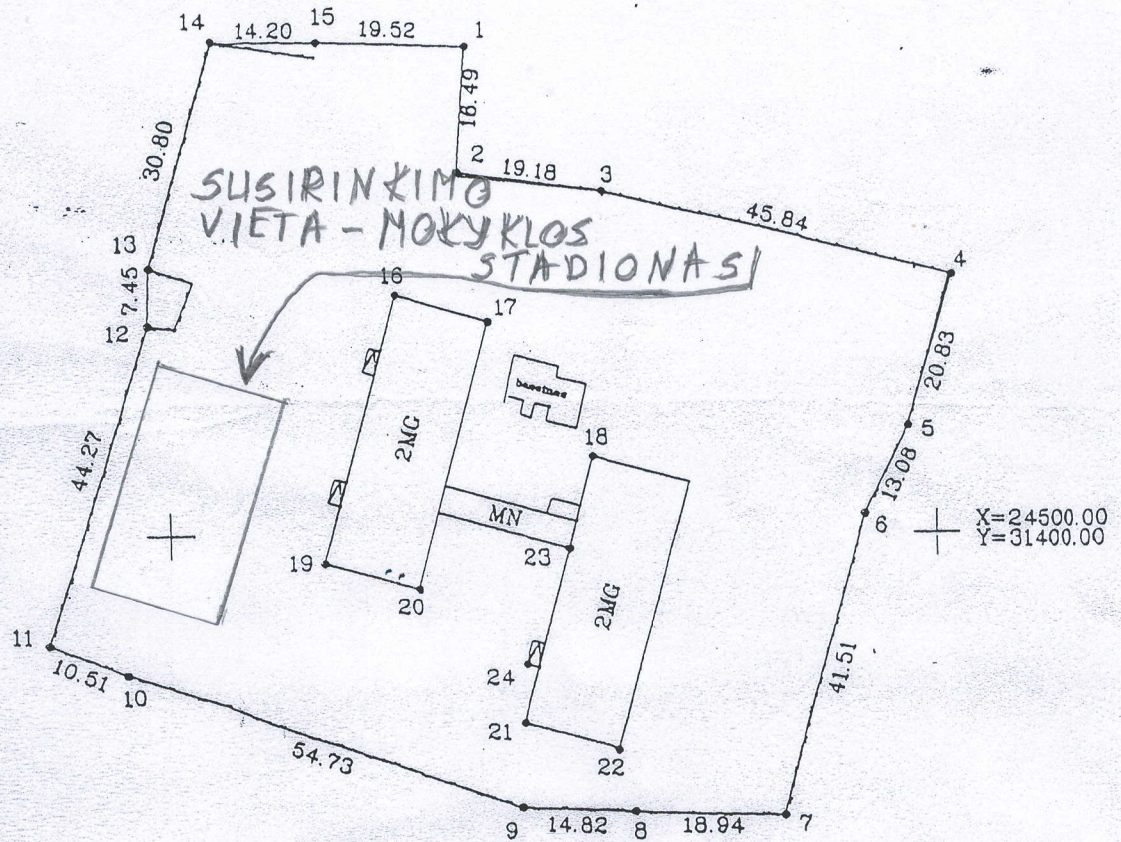 14 14.20 15 19.52 1
16.49
30.80
2 19.18 3
SUSIRINKIMO
VIETA - MOKYKLOS
STADIONAS
45.84
4
13
7.45
12
16
17
20.83
baseinas
5
18
2MG
44.27
13.08
6
X=24500.00
Y=31400.00
MN
23
19
20
2MG
11
10.51
10
24
41.51
21
22
54.73
9 14.82 8 18.94 7